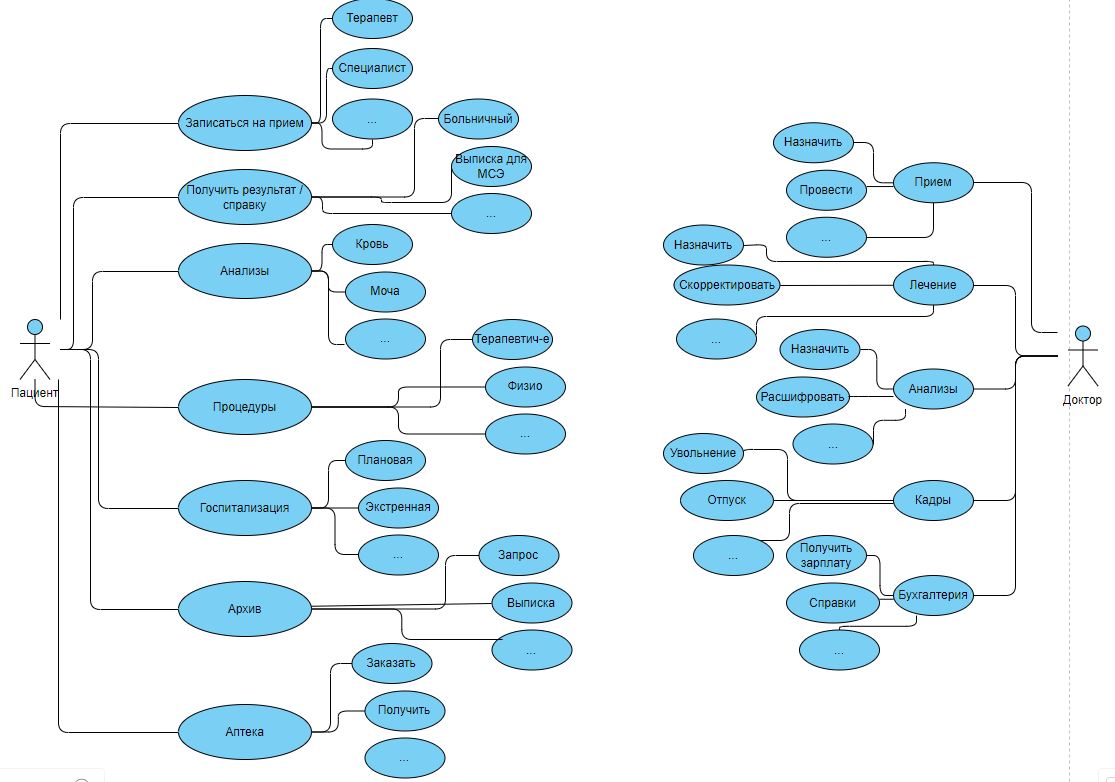 Терапевт
Специалист
...
Записаться на прием
Больничный
Выписка для
МСЭ
...
Получить результат /
справку
Кровь
Моча
...
Анализы
Терапевтич-е
Физио
...
Пациент
Процедуры
Плановая
Экстренная
...
Госпитализация
Запрос
Выписка
...
Архив
Заказать
Получить
...
Аптека
Назначить
Провести
...
Прием
Назначить
Скорректировать
...
Лечение
Назначить
Расшифровать
...
Анализы
Доктор
Увольнение
Отпуск
...
Кадры
Получить
зарплату
Справки
...
Бухгалтерия